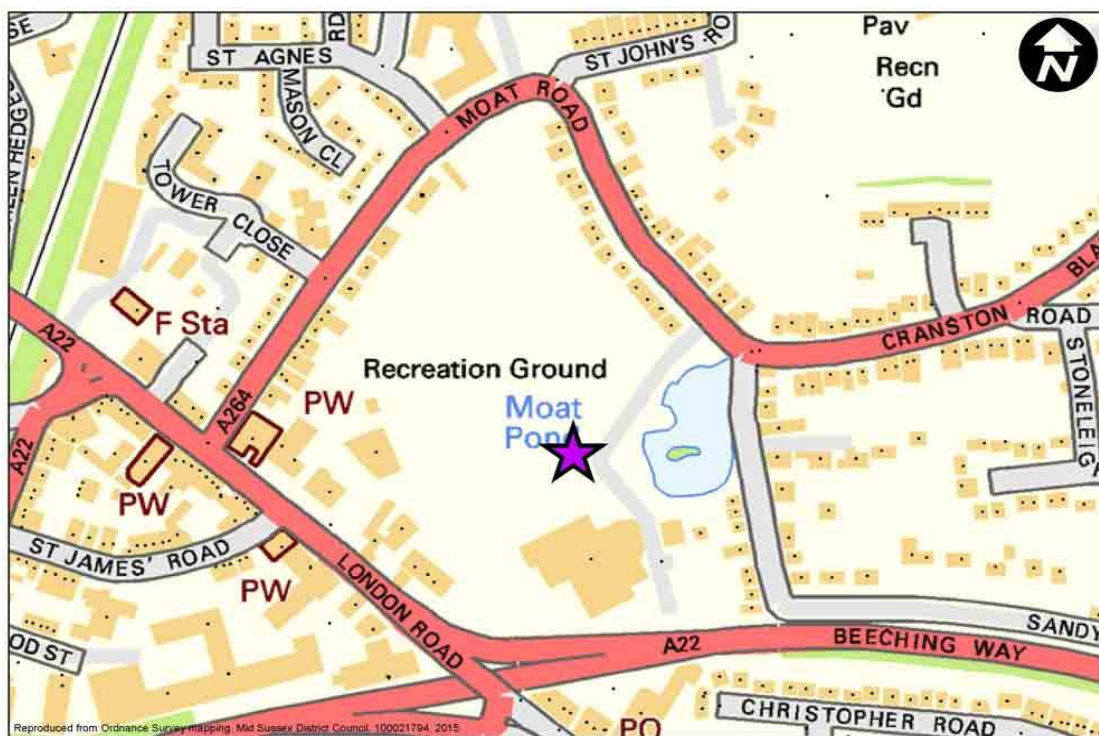 Pav
Recn
Gd
N
ST AGNES
RD
ST JOHN'S RO
MASON CL
MOAT ROAD
TOWER CLOSE
F Sta
A22
A264
PW
Recreation Ground
Moat
CRANSTON
ROAD
BLA
STONELEIG
A22
PW
ST JAMES' ROAD
PW
LONDON ROAD
A22
BEECHING WAY
SANDY
OD ST
CHRISTOPHER ROAD
PO
Reproduced from Ordnance Survey mapping. Mid Sussex District Council. 100021794. 2015